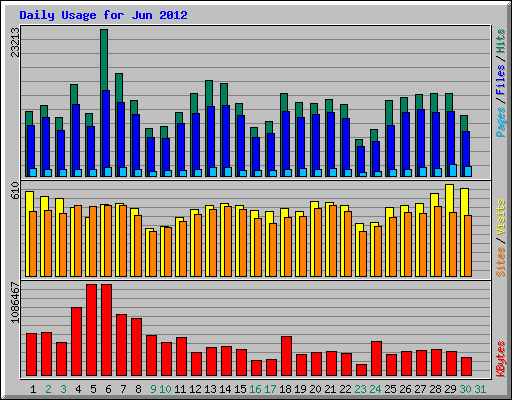 Daily Usage for Jun 2012
23213
Pages / Files / Hits
610
Sites / Visits
1086467
KBytes
1 2 3 4 5 6 7 8 9 10 11 12 13 14 15 16 17 18 19 20 21 22 23 24 25 26 27 28 29 30 31